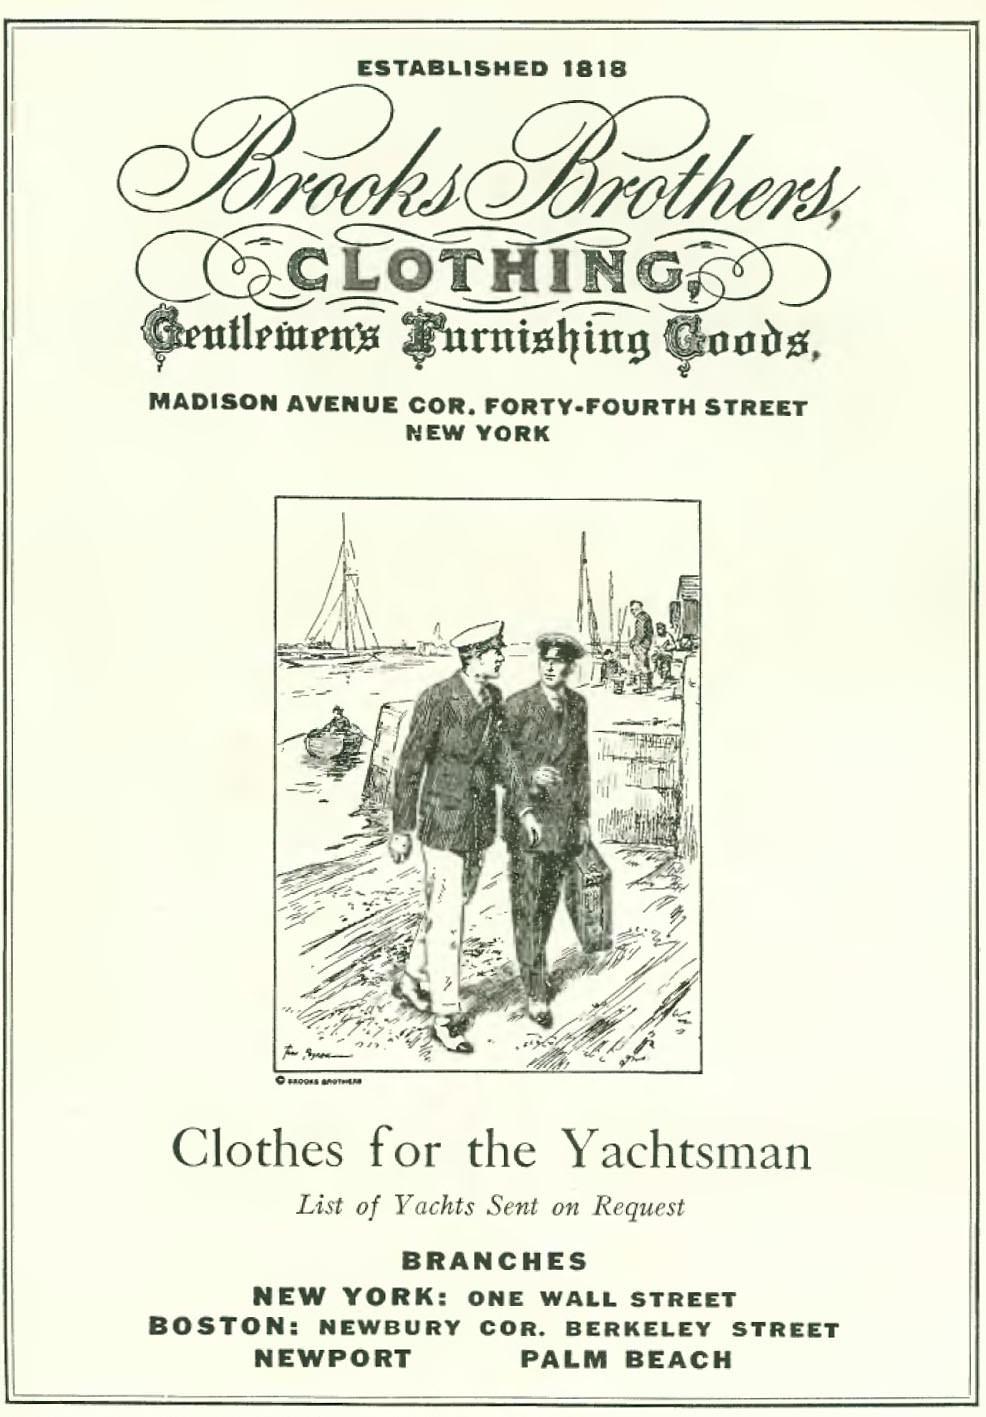 ESTABLISHED 1818
Brooks Brothers,
CLOTHING,
Gentlemen's Furnishing Goods,
MADISON AVENUE COR. FORTY-FOURTH STREET
NEW YORK
© BROOKS BROTHERS
Clothes for the Yachtsman
List of Yachts Sent on Request
BRANCHES
NEW YORK: ONE WALL STREET
BOSTON: NEWBURY COR. BERKELEY STREET
NEWPORT PALM BEACH